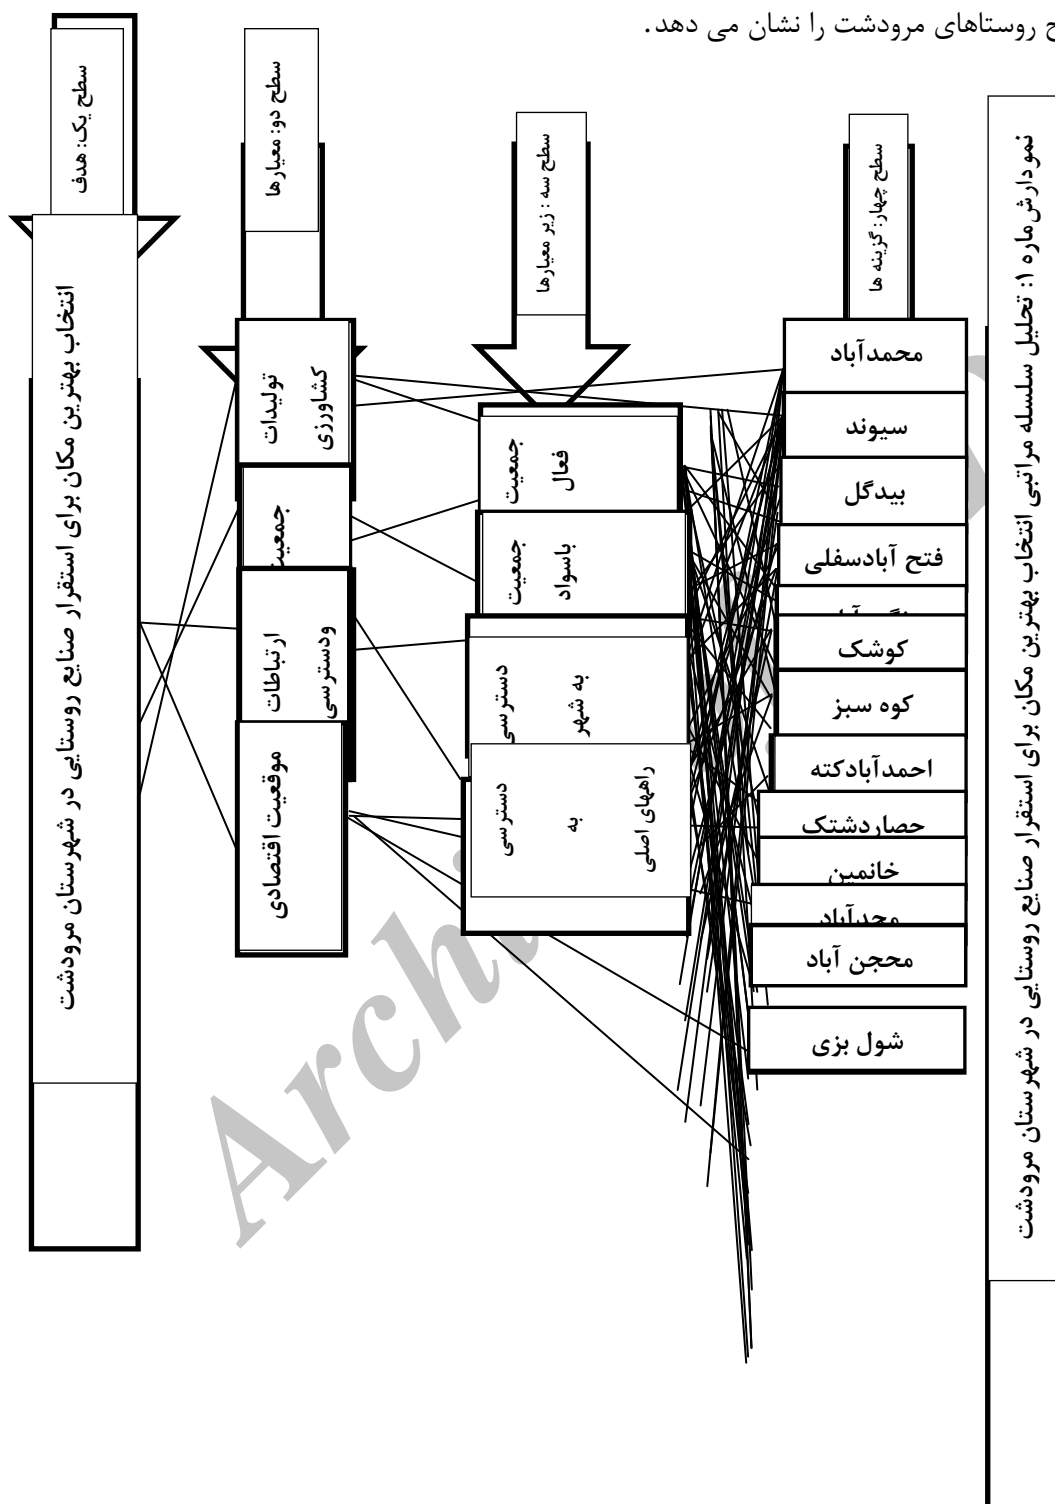 روستاهای مرودشت را نشان می دهد.
سطح یک: هدف
سطح دو: معیارها
سطح سه : زیر معیارها
سطح چهار: گزینه ها
انتخاب بهترین مکان برای استقرار صنایع روستایی در شهرستان مرودشت
تولیدات
کشاورزی
جمعیت
ارتباطات
ودسترسی
موقعیت اقتصادی
جمعیت
فعال
جمعیت
باسواد
دسترسی
به شهر
دسترسی
به
راههای اصلی
محمدآباد
سیوند
بیدگل
فتح آبادسفلی
کوشک
کوه سبز
احمدآبادکته
حصاردشتک
خانمین
مجدآباد
محجن آباد
شول بزی
نمودارش‌ماره ۱: تحلیل سلسله مراتبی انتخاب بهترین مکان برای استقرار صنایع روستایی در شهرستان مرودشت